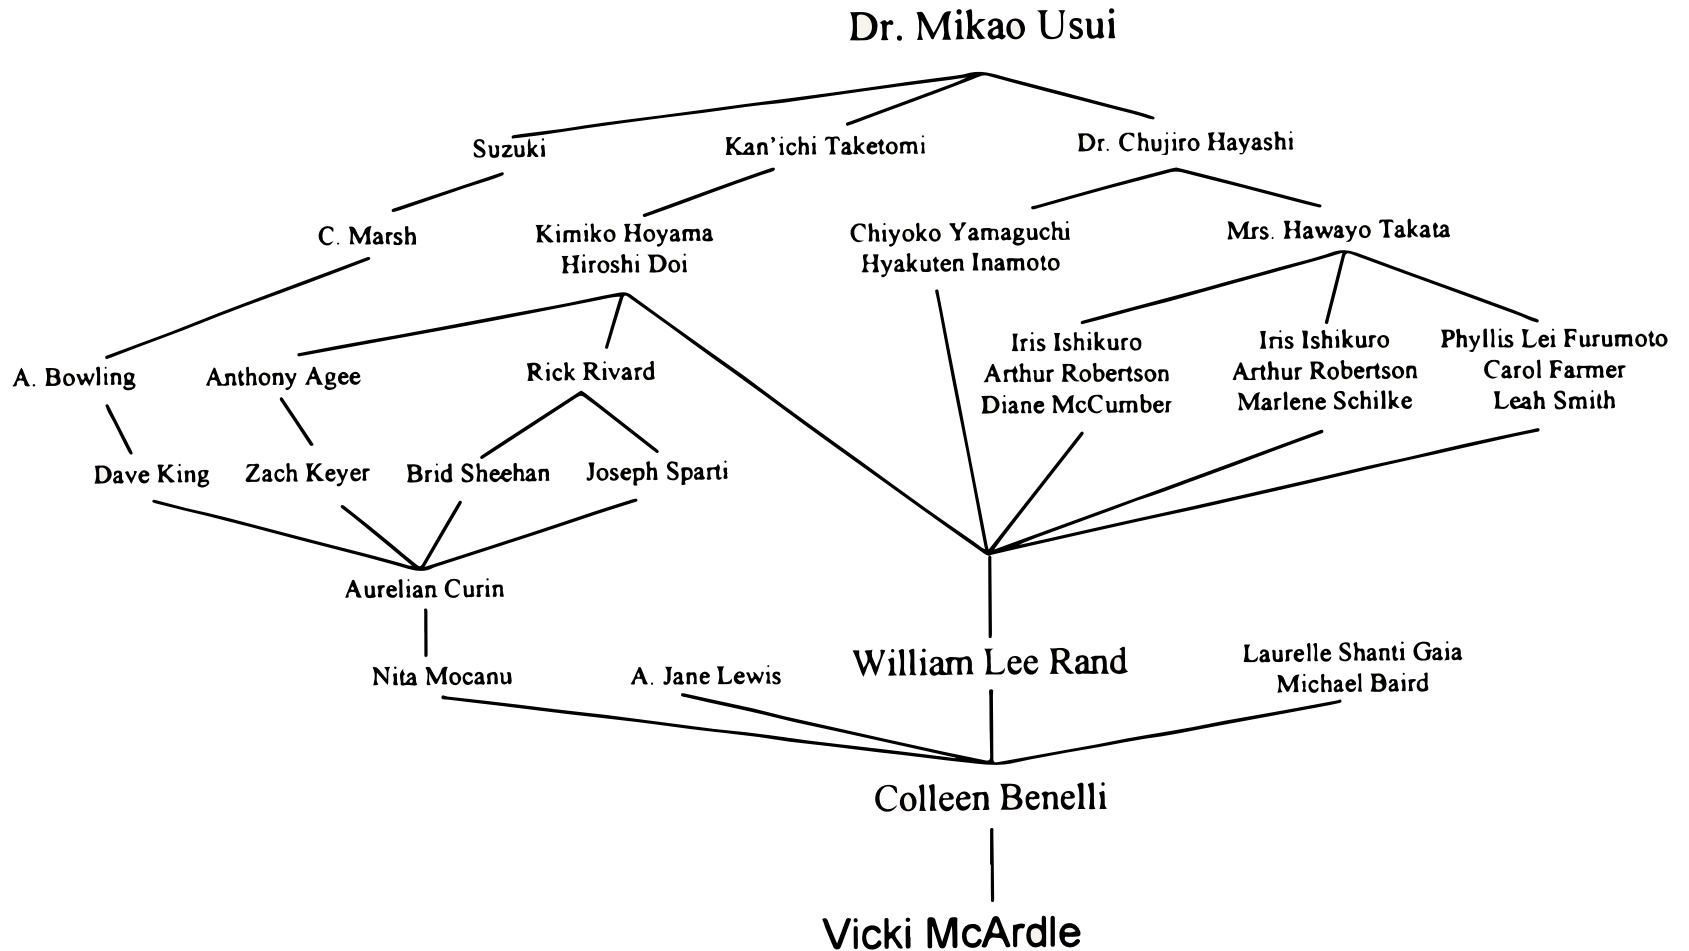 Dr. Mikao Usui
Suzuki
Kan'ichi Taketomi
Dr. Chujiro Hayashi
C. Marsh
Kimiko Hoyama
Hiroshi Doi
Chiyoko Yamaguchi
Hyakuten Inamoto
Mrs. Hawayo Takata
A. Bowling
Anthony Agee
Rick Rivard
Iris Ishikuro
Arthur Robertson
Diane McCumber
Iris Ishikuro
Arthur Robertson
Marlene Schilke
Phyllis Lei Furumoto
Carol Farmer
Leah Smith
Dave King
Zach Keyer
Brid Sheehan
Joseph Sparti
Aurelian Curin
Nita Mocanu
A. Jane Lewis
William Lee Rand
Laurelle Shanti Gaia
Michael Baird
Colleen Benelli
Vicki McArdle